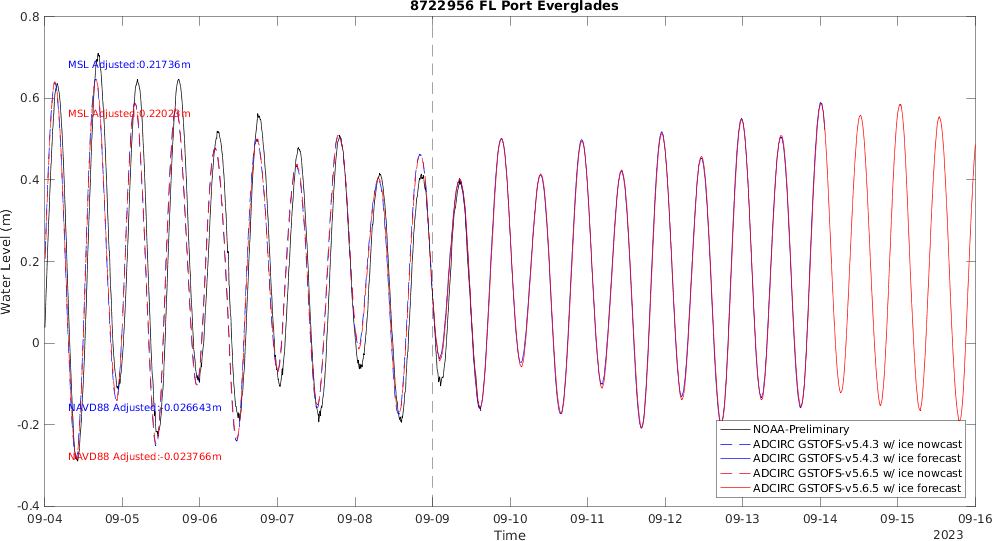 8722956 FL Port Everglades
0.8
0.6
0.4
0.2
0
-0.2
-0.4
Water Level (m)
MSL Adjusted:0.21736m
MSL Adjusted:0.22023m
NAVD88 Adjusted:-0.026643m
NAVD88 Adjusted:-0.023766m
NOAA-Preliminary
ADCIRC GSTOFS-v5.4.3 w/ ice nowcast
ADCIRC GSTOFS-v5.4.3 w/ ice forecast
ADCIRC GSTOFS-v5.6.5 w/ ice nowcast
ADCIRC GSTOFS-v5.6.5 w/ ice forecast
09-04 09-05 09-06 09-07 09-08 09-09 09-10 09-11 09-12 09-13 09-14 09-15 09-16
Time
2023